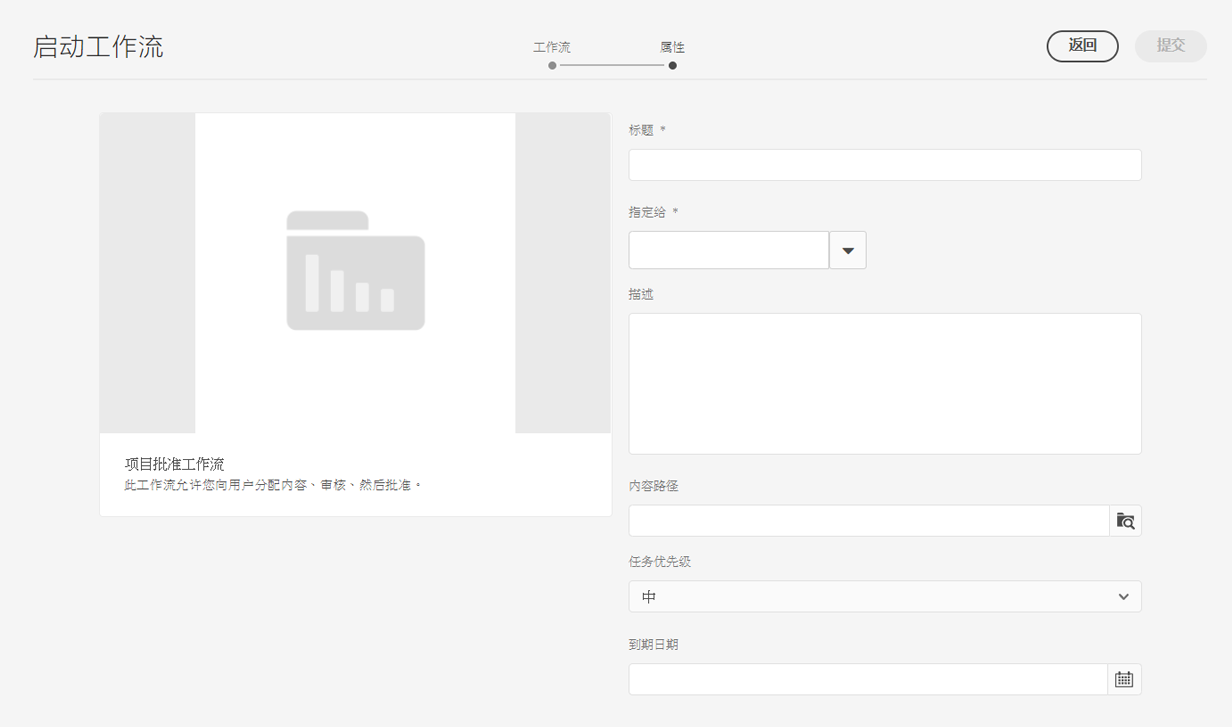 启动工作流
工作流
属性
返回
提交
标题 *
指定给 *
描述
项目批准工作流
此工作流允许您向用户分配内容、审核、然后批准。
内容路径
任务优先级
中
到期日期